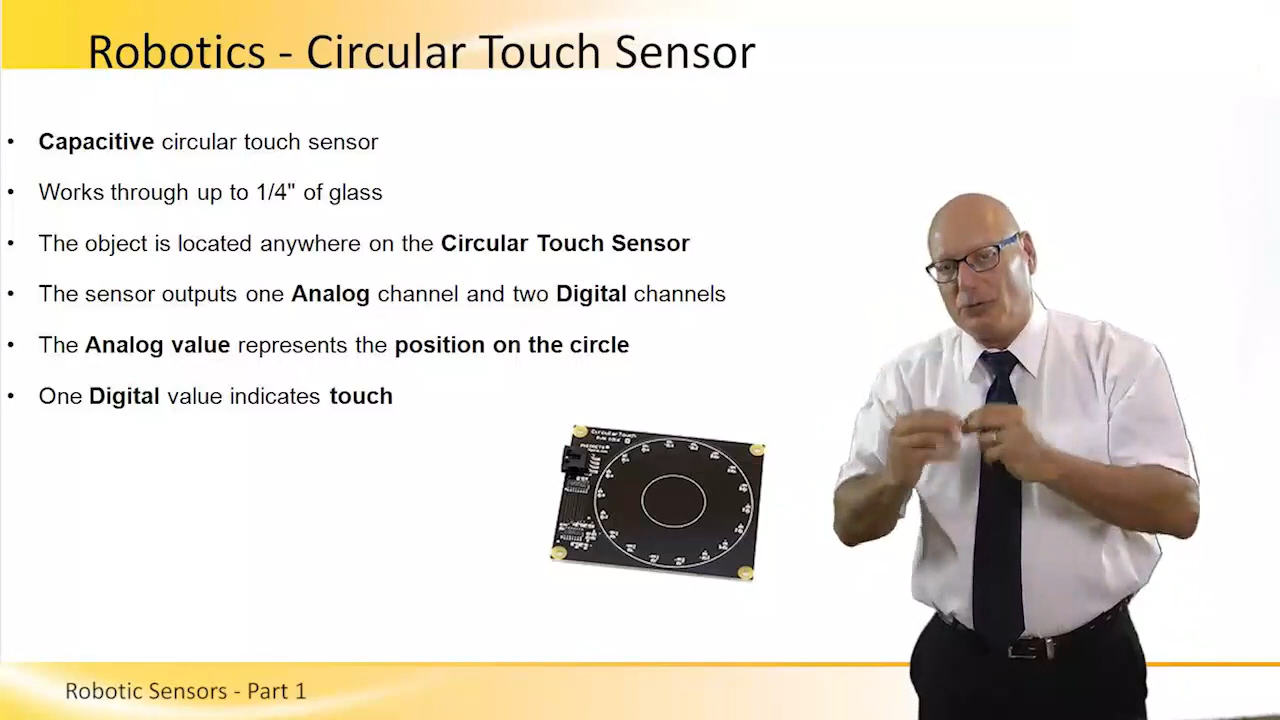 Robotics - Circular Touch Sensor
• Capacitive circular touch sensor
• Works through up to 1/4" of glass
• The object is located anywhere on the Circular Touch Sensor
• The sensor outputs one Analog channel and two Digital channels
• The Analog value represents the position on the circle
• One Digital value indicates touch
Circular Touch
Robotic Sensors - Part 1